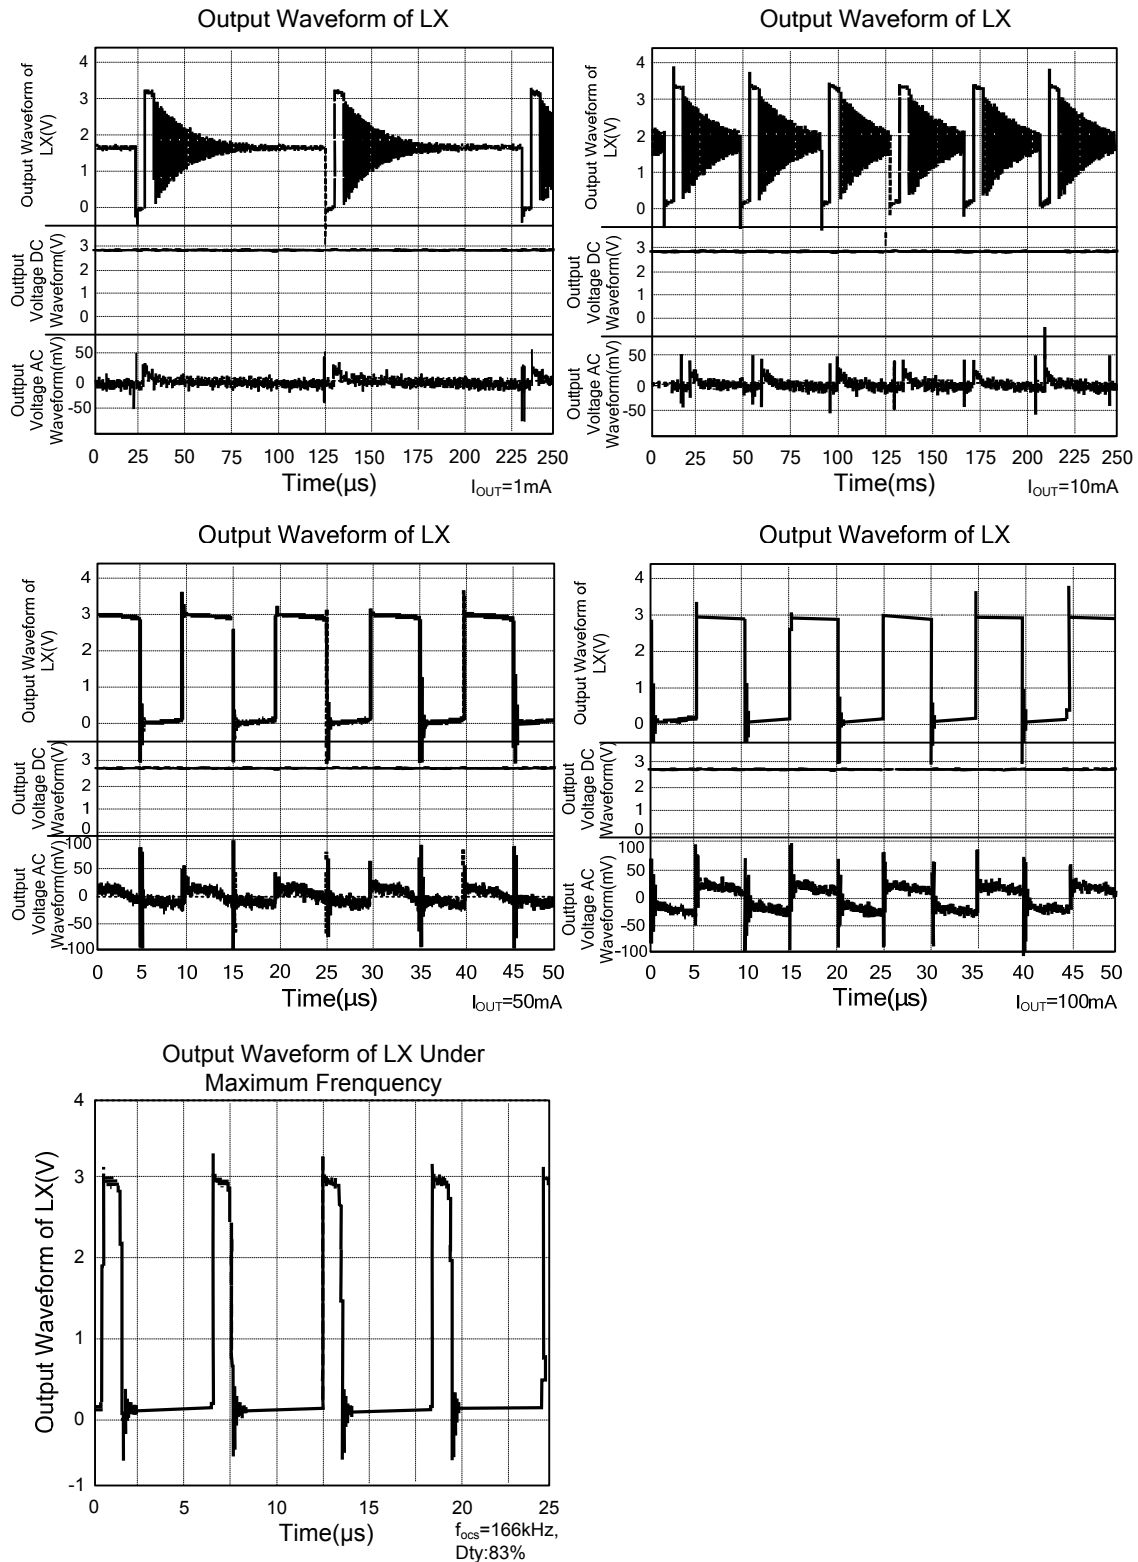 Output Waveform of LX
Output Waveform of
LX(V)
4
3
2
1
0
Outtput
Voltage DC
Waveform(V)
3
2
1
0
Outtput
Voltage AC
Waveform(mV)
50
0
-50
0 25 50 75 100 125 150 175 200 225 250
Time(μs)
IOUT=1mA
Output Waveform of LX
Output Waveform of
LX(V)
4
3
2
1
0
Outtput
Voltage DC
Waveform(V)
3
2
1
0
Outtput
Voltage AC
Waveform(mV)
50
0
-50
0 25 50 75 100 125 150 175 200 225 250
Time(ms)
IOUT=10mA
Output Waveform of LX
Output Waveform of
LX(V)
4
3
2
1
0
Outtput
Voltage DC
Waveform(V)
3
2
1
0
Outtput
Voltage AC
Waveform(mV)
100
50
0
-50
-100
0 5 10 15 20 25 30 35 40 45 50
Time(μs)
IOUT=50mA
Output Waveform of LX
Output Waveform of
LX(V)
4
3
2
1
0
Outtput
Voltage DC
Waveform(V)
3
2
1
0
Outtput
Voltage AC
Waveform(mV)
100
50
0
-50
-100
0 5 10 15 20 25 30 35 40 45 50
Time(μs)
IOUT=100mA
Output Waveform of LX Under
Maximum Frenquency
Output Waveform of LX(V)
4
3
2
1
0
-1
0 5 10 15 20 25
Time(μs)
focs=166kHz,
Dty:83%